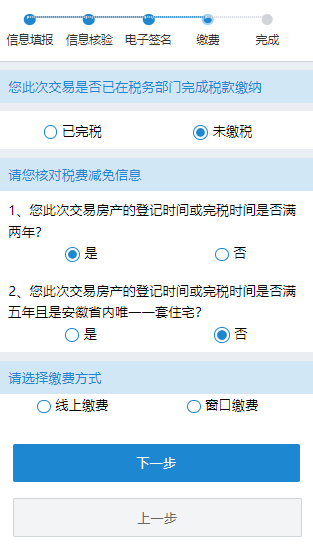 信息填报 信息核验 电子签名 缴费 完成
您此次交易是否已在税务部门完成税款缴纳
已完税 未缴税
请您核对税费减免信息
1、您此次交易房产的登记时间或完税时间是否满
两年?
是 否
2、您此次交易房产的登记时间或完税时间是否满
五年且是安徽省内唯一一套住宅?
是 否
请选择缴费方式
线上缴费 窗口缴费
下一步
上一步